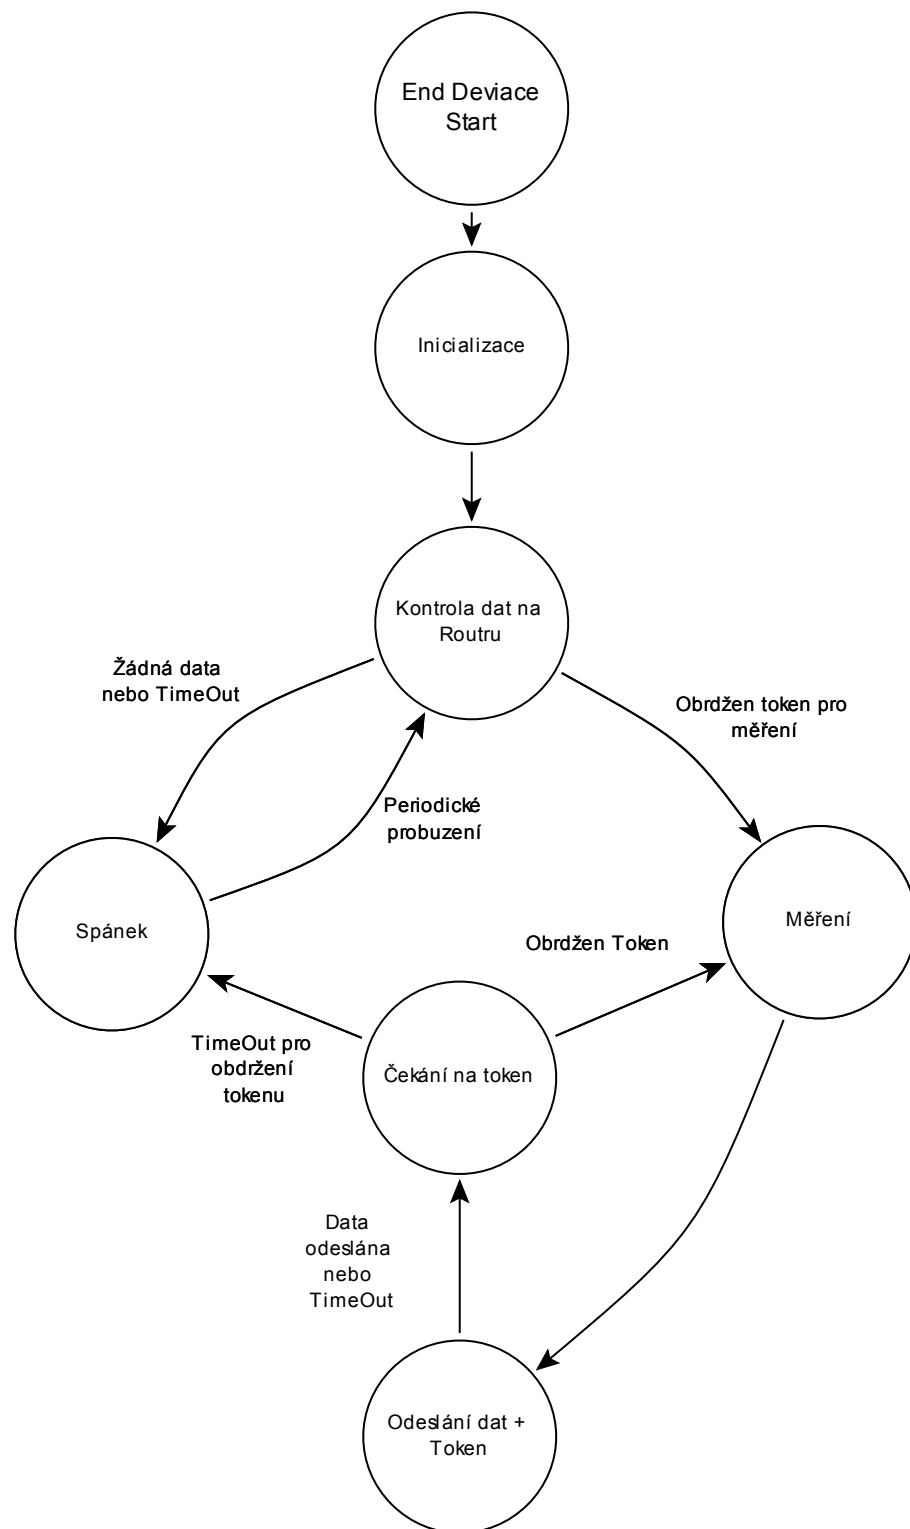 End Deviace
Start
Inicializace
Kontrola dat na
Routru
Žádná data
nebo TimeOut
Obrdžen token pro
měření
Periodické
probuzení
Spánek
Měření
Obrdžen Token
TimeOut pro
obdržení
tokenu
Čekání na token
Data
odeslána
nebo
TimeOut
Odeslání dat +
Token